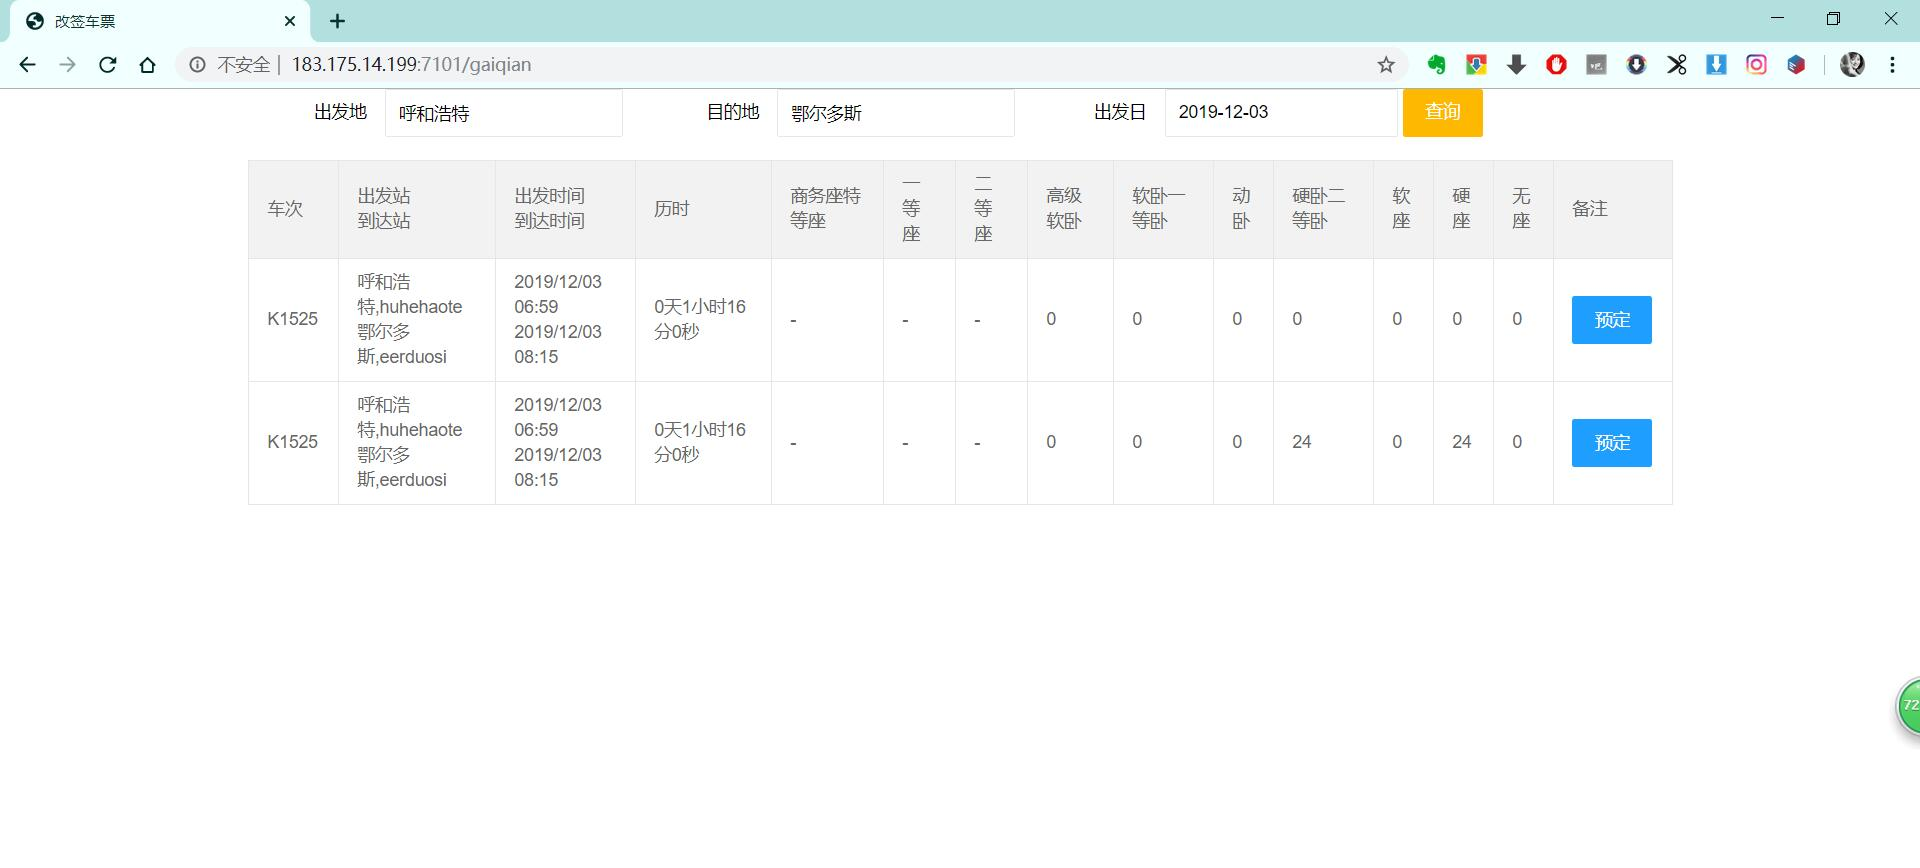 改签车票
不安全 | 183.175.14.199:7101/gaiqian
出发地 呼和浩特 目的地 鄂尔多斯 出发日 2019-12-03 查询
车次
出发站
到达站
出发时间
到达时间
历时
商务座特
等座
一
等
座
二
等
座
高级
软卧
软卧一
等卧
动
卧
硬卧二
等卧
软
座
硬
座
无
座
备注
K1525
呼和浩
特,huhehaote
鄂尔多
斯,eerduosi
2019/12/03
06:59
2019/12/03
08:15
0天1小时16
分0秒
- - - 0 0 0 0 0 0 0 预定
K1525
呼和浩
特,huhehaote
鄂尔多
斯,eerduosi
2019/12/03
06:59
2019/12/03
08:15
0天1小时16
分0秒
- - - 0 0 0 24 0 24 0 预定
72